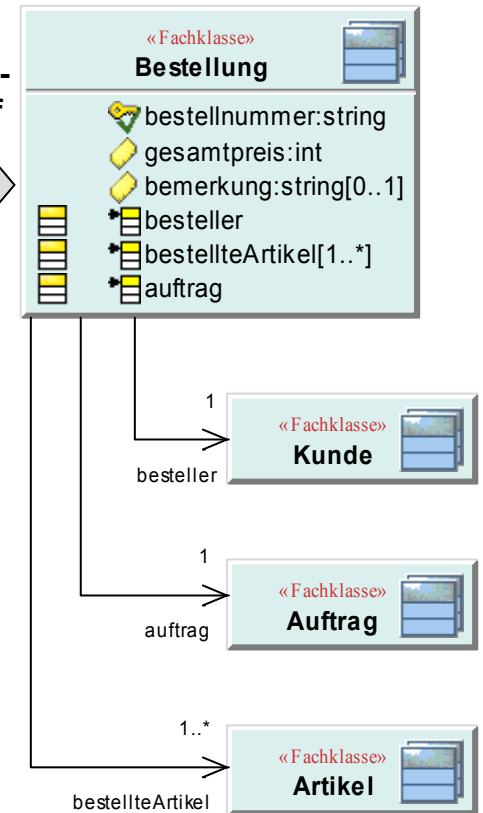 «Fachklasse»
Bestellung
bestellnummer:string
gesamtpreis:int
bemerkung:string[0..1]
besteller
bestellteArtikel[1..*]
auftrag
1
«Fachklasse»
Kunde
besteller
1
«Fachklasse»
Auftrag
auftrag
1..*
«Fachklasse»
Artikel
bestellteArtikel